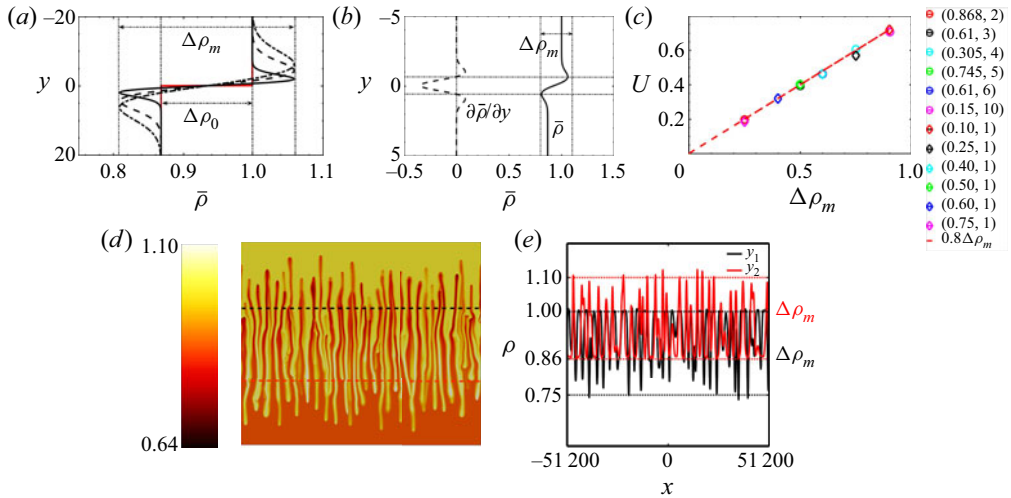 (a)
−20
y
0
20
Δρm
Δρ0
0.8
0.9
1.0
1.1
ρ̄
(b)
−5
y
0
5
Δρm
∂ρ̄/∂y
ρ̄
−0.5
0
0.5
1.0
1.5
ρ̄
(c)
U
0.6
0.4
0.2
0
0.5
1.0
Δρm
(0.868, 2)
(0.61, 3)
(0.305, 4)
(0.745, 5)
(0.61, 6)
(0.15, 10)
(0.10, 1)
(0.25, 1)
(0.40, 1)
(0.50, 1)
(0.60, 1)
(0.75, 1)
0.8Δρm
(d)
1.10
0.64
(e)
y1
y2
1.10
1.00
ρ
0.86
0.75
Δρm
Δρm
−51 200
0
51 200
x